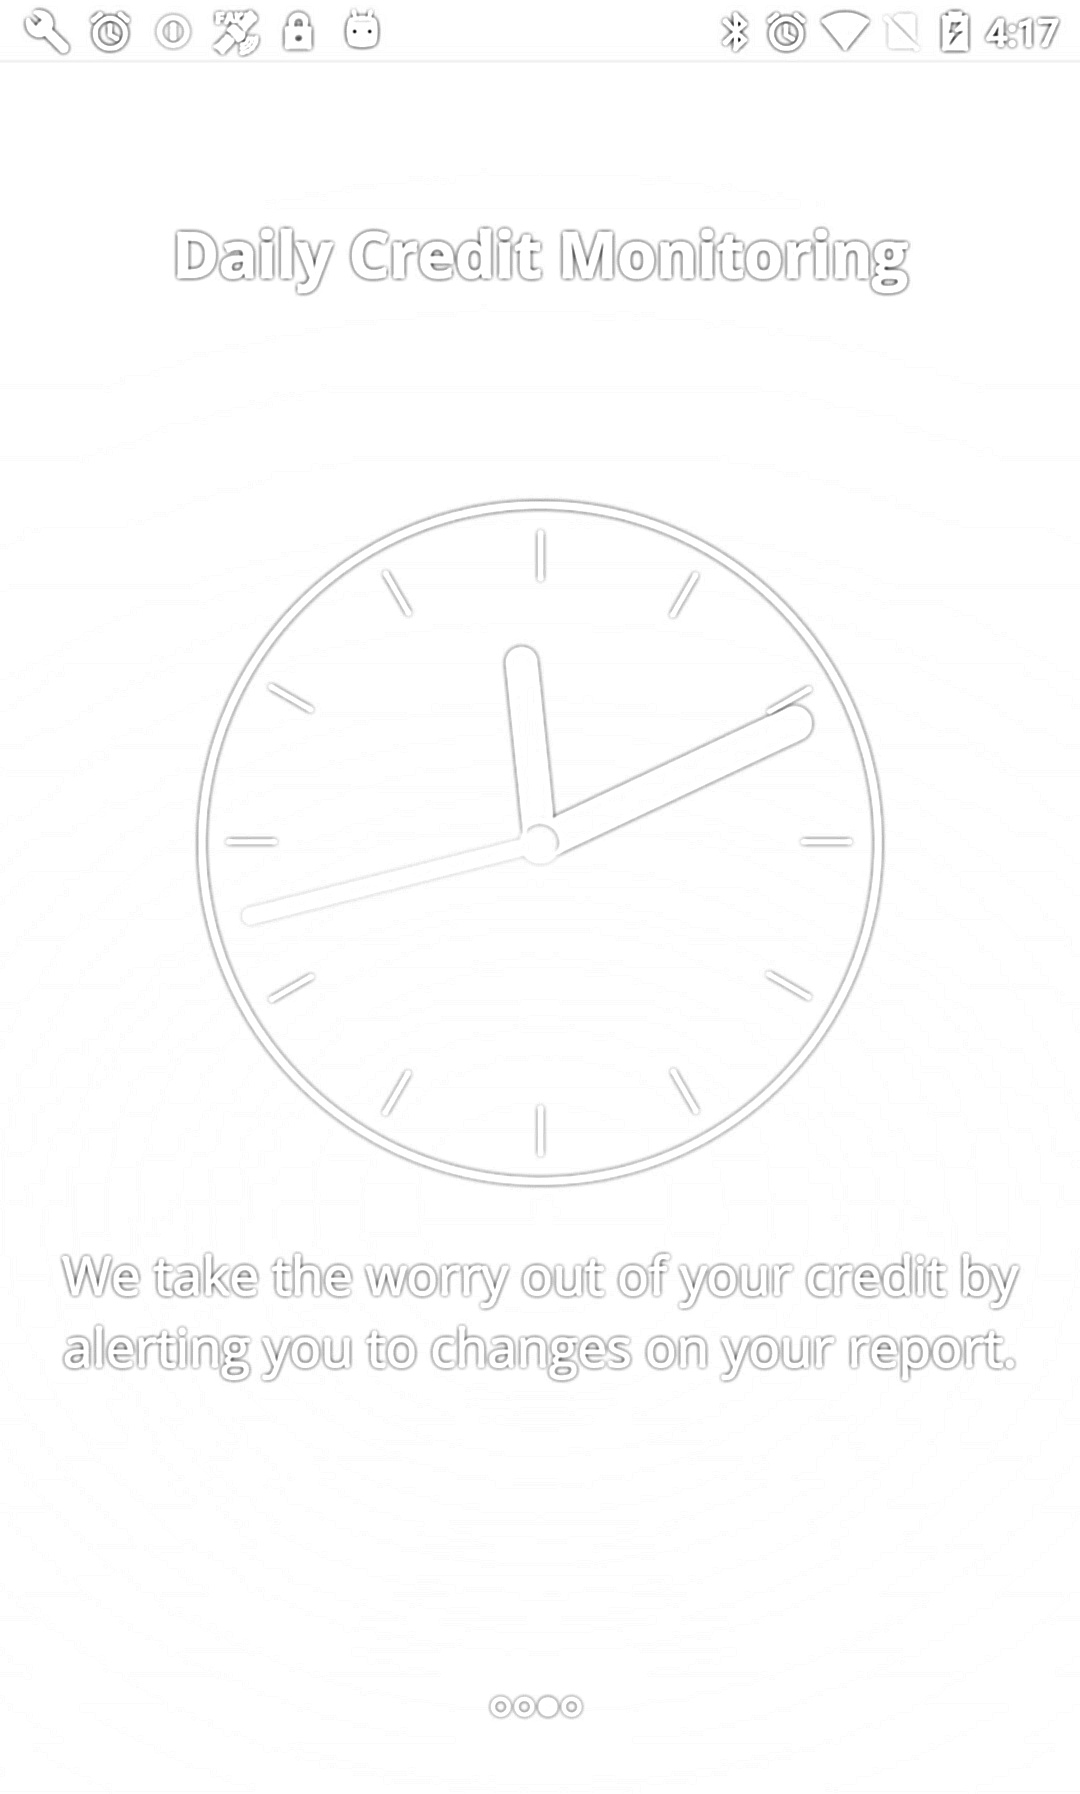 FAV
4:17
Daily Credit Monitoring
We take the worry out of your credit by
alerting you to changes on your report.